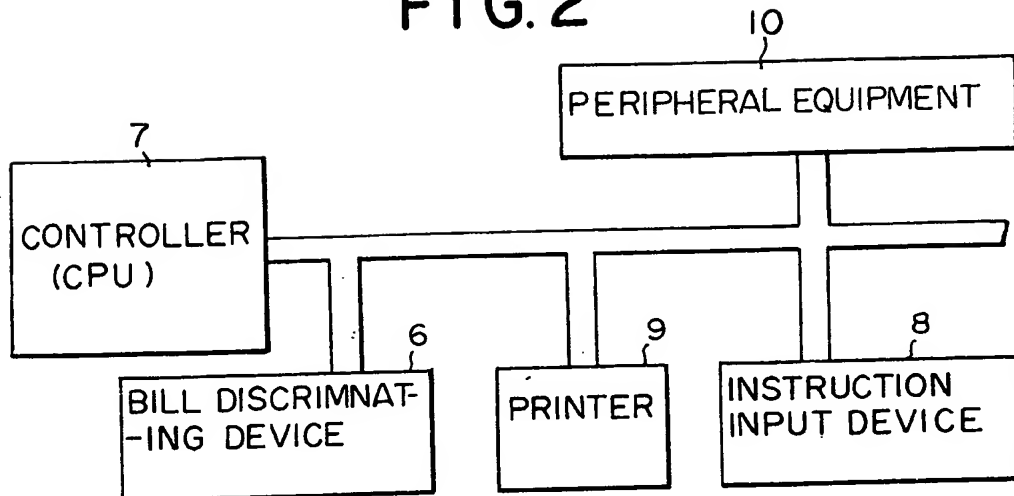 FIG. 2
10
PERIPHERAL EQUIPMENT
7
CONTROLLER
(CPU)
6
BILL DISCRIMNAT-
-ING DEVICE
9
PRINTER
8
INSTRUCTION
INPUT DEVICE